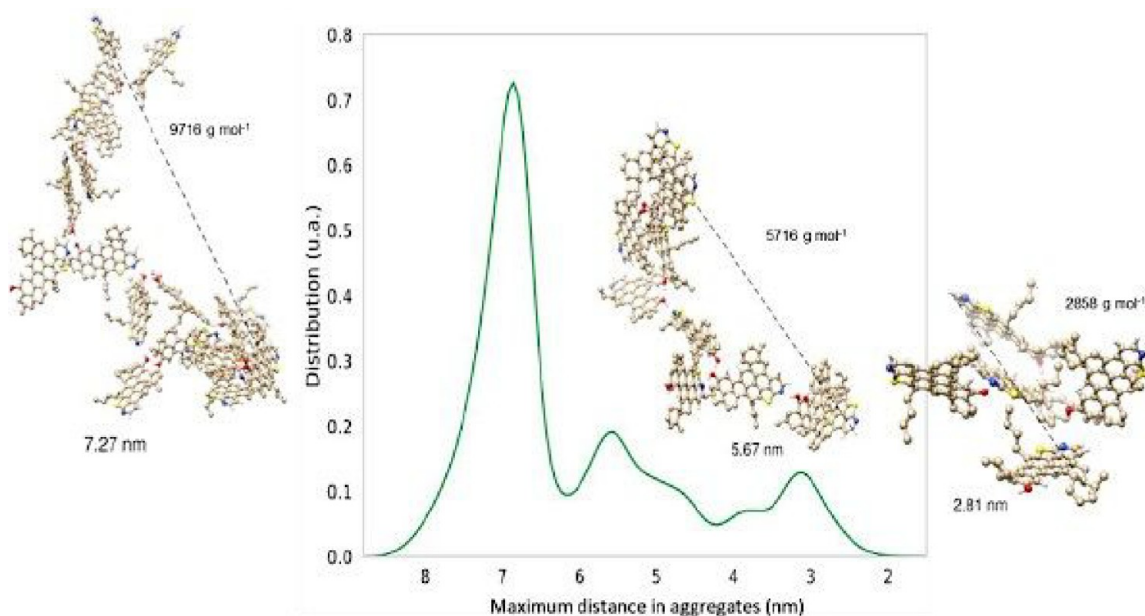 9716 g mol-1
7.27 nm
0.8
0.7
0.6
0.5
0.4
0.3
0.2
0.1
0.0
Distribution (u.a.)
5716 g mol-1
5.67 nm
8 7 6 5 4 3 2
Maximum distance in aggregates (nm)
2858 g mol-1
2.81 nm